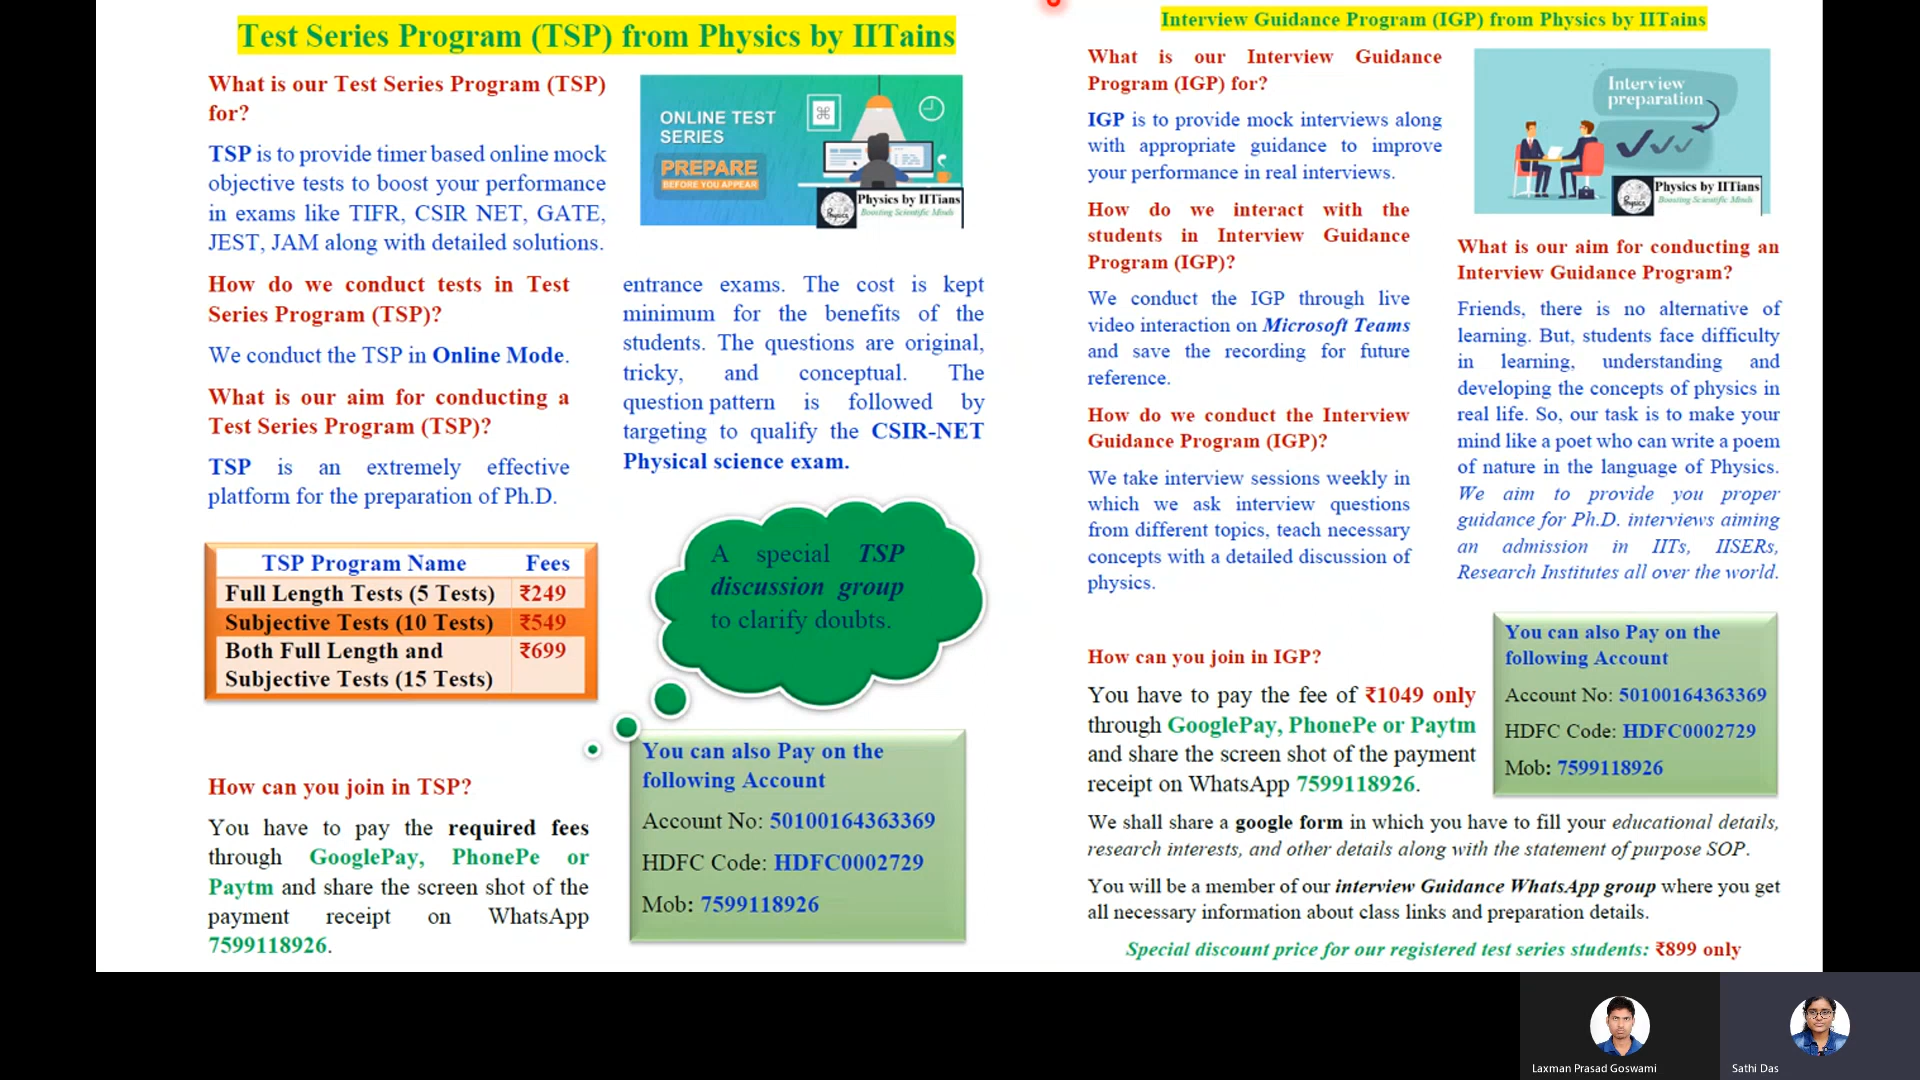 Test Series Program (TSP) from Physics by IITains
What is our Test Series Program (TSP)
for?
TSP is to provide timer based online mock
objective tests to boost your performance
in exams like TIFR, CSIR NET, GATE,
JEST, JAM along with detailed solutions.
ONLINE TEST
SERIES
PREPARE
BEFORE YOU APPEAR
Physics
Physics by IITians
Boosting Scientific Minds
How do we conduct tests in Test
Series Program (TSP)?
We conduct the TSP in Online Mode.
What is our aim for conducting a
Test Series Program (TSP)?
TSP is an extremely effective
platform for the preparation of Ph.D.
entrance exams. The cost is kept
minimum for the benefits of the
students. The questions are original,
tricky, and conceptual. The
question pattern is followed by
targeting to qualify the CSIR-NET
Physical science exam.
TSP Program Name Fees
Full Length Tests (5 Tests) ₹249
Subjective Tests (10 Tests) ₹549
Both Full Length and ₹699
Subjective Tests (15 Tests)
A special TSP
discussion group
to clarify doubts.
How can you join in TSP?
You have to pay the required fees
through GooglePay, PhonePe or
Paytm and share the screen shot of the
payment receipt on WhatsApp
7599118926.
You can also Pay on the
following Account
Account No: 50100164363369
HDFC Code: HDFC0002729
Mob: 7599118926
Interview Guidance Program (IGP) from Physics by IITains
What is our Interview Guidance
Program (IGP) for?
IGP is to provide mock interviews along
with appropriate guidance to improve
your performance in real interviews.
How do we interact with the
students in Interview Guidance
Program (IGP)?
We conduct the IGP through live
video interaction on Microsoft Teams
and save the recording for future
reference.
How do we conduct the Interview
Guidance Program (IGP)?
We take interview sessions weekly in
which we ask interview questions
from different topics, teach necessary
concepts with a detailed discussion of
physics.
Interview
preparation
Physics
Physics by IITians
Boosting Scientific Minds
What is our aim for conducting an
Interview Guidance Program?
Friends, there is no alternative of
learning. But, students face difficulty
in learning, understanding and
developing the concepts of physics in
real life. So, our task is to make your
mind like a poet who can write a poem
of nature in the language of Physics.
We aim to provide you proper
guidance for Ph.D. interviews aiming
an admission in IITs, IISERs,
Research Institutes all over the world.
How can you join in IGP?
You have to pay the fee of ₹1049 only
through GooglePay, PhonePe or Paytm
and share the screen shot of the payment
receipt on WhatsApp 7599118926.
You can also Pay on the
following Account
Account No: 50100164363369
HDFC Code: HDFC0002729
Mob: 7599118926
We shall share a google form in which you have to fill your educational details,
research interests, and other details along with the statement of purpose SOP.
You will be a member of our interview Guidance WhatsApp group where you get
all necessary information about class links and preparation details.
Special discount price for our registered test series students: ₹899 only
Laxman Prasad Goswami
Sathi Das